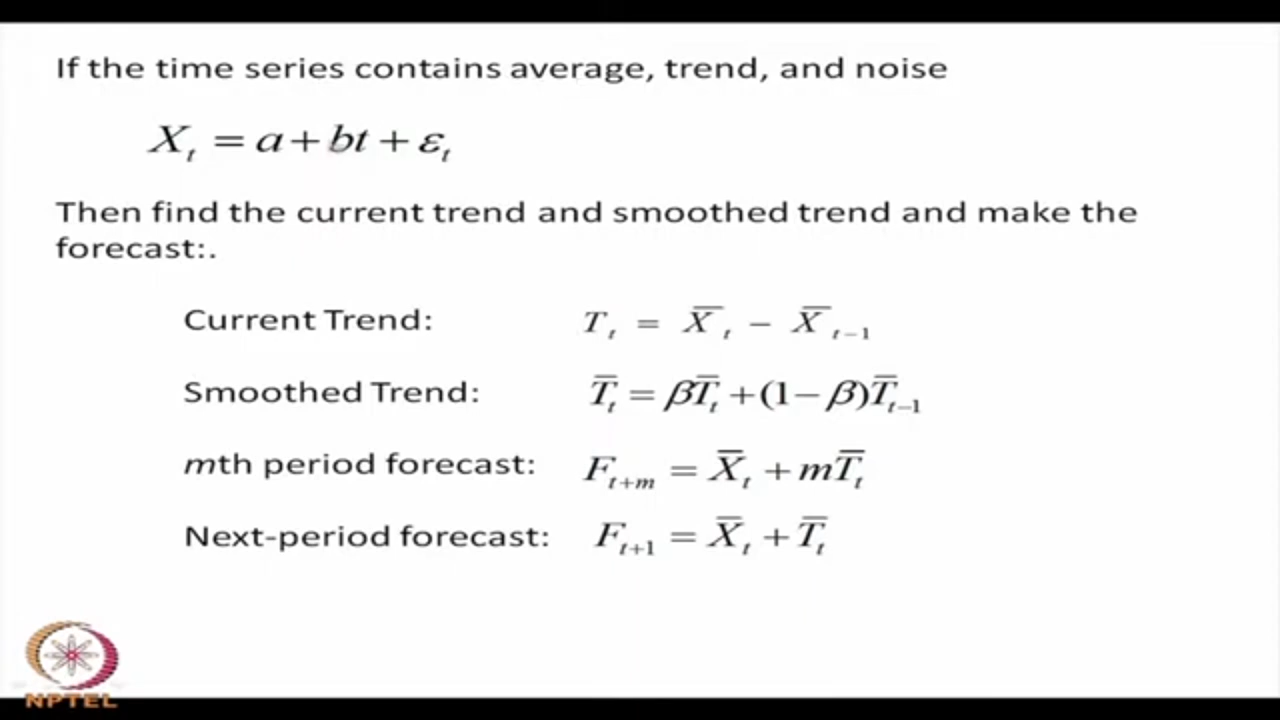 If the time series contains average, trend, and noise
X_t = a + bt + ε_t
Then find the current trend and smoothed trend and make the
forecast:.
Current Trend: T_t = X̅_t − X̅_{t−1}
Smoothed Trend: T̅_t = βT̅_t + (1 − β)T̅_{t−1}
mth period forecast: F_{t+m} = X̅_t + mT̅_t
Next-period forecast: F_{t+1} = X̅_t + T̅_t
NPTEL